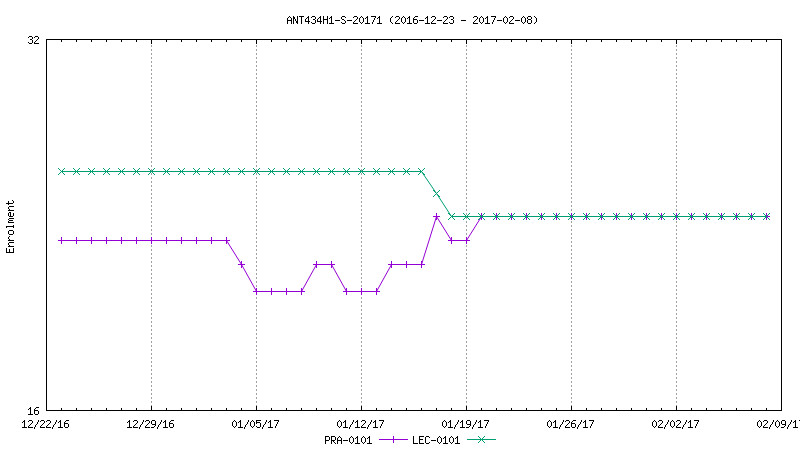 ANT434H1-S-20171 (2016-12-23 - 2017-02-08)
32
Enrolment
16
12/22/16 12/29/16 01/05/17 01/12/17 01/19/17 01/26/17 02/02/17 02/09/1
PRA-0101 LEC-0101